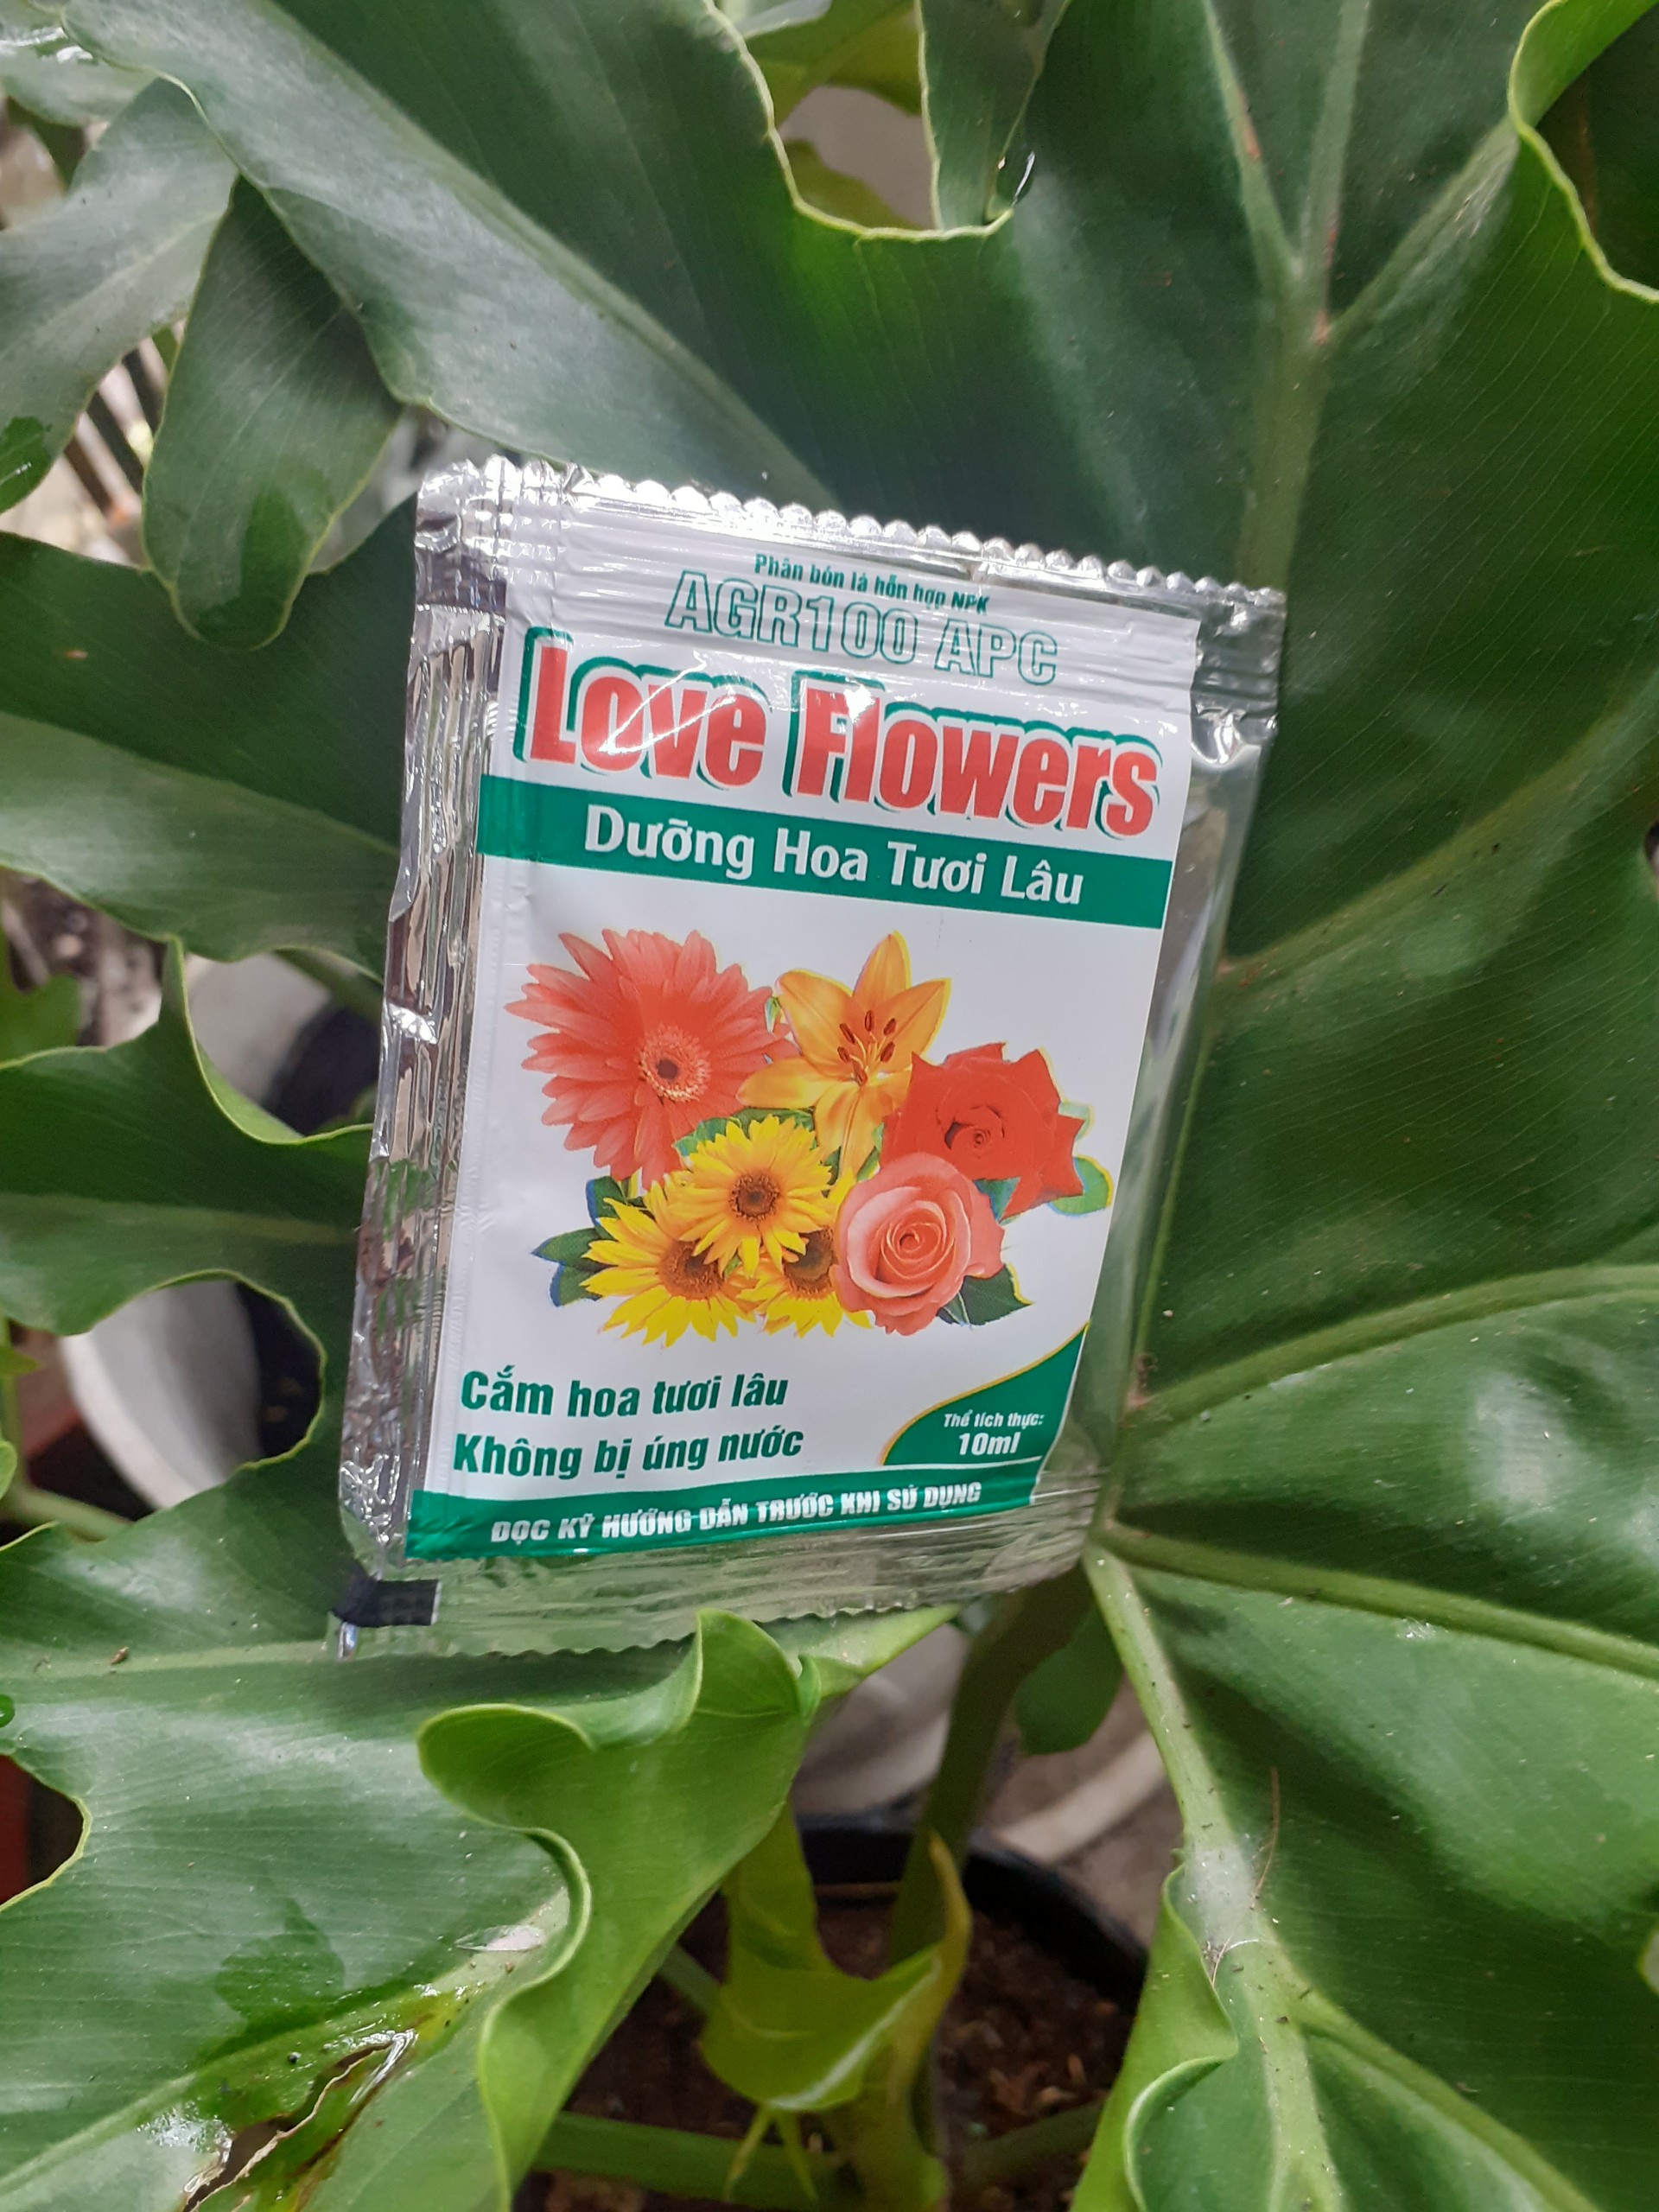 Phân bón lá hỗn hợp NPK
AGR100 APC
Love Flowers
Dưỡng Hoa Tươi Lâu
Cắm hoa tươi lâu
Không bị úng nước
Thể tích thực:
10ml
ĐỌC KỸ HƯỚNG DẪN TRƯỚC KHI SỬ DỤNG